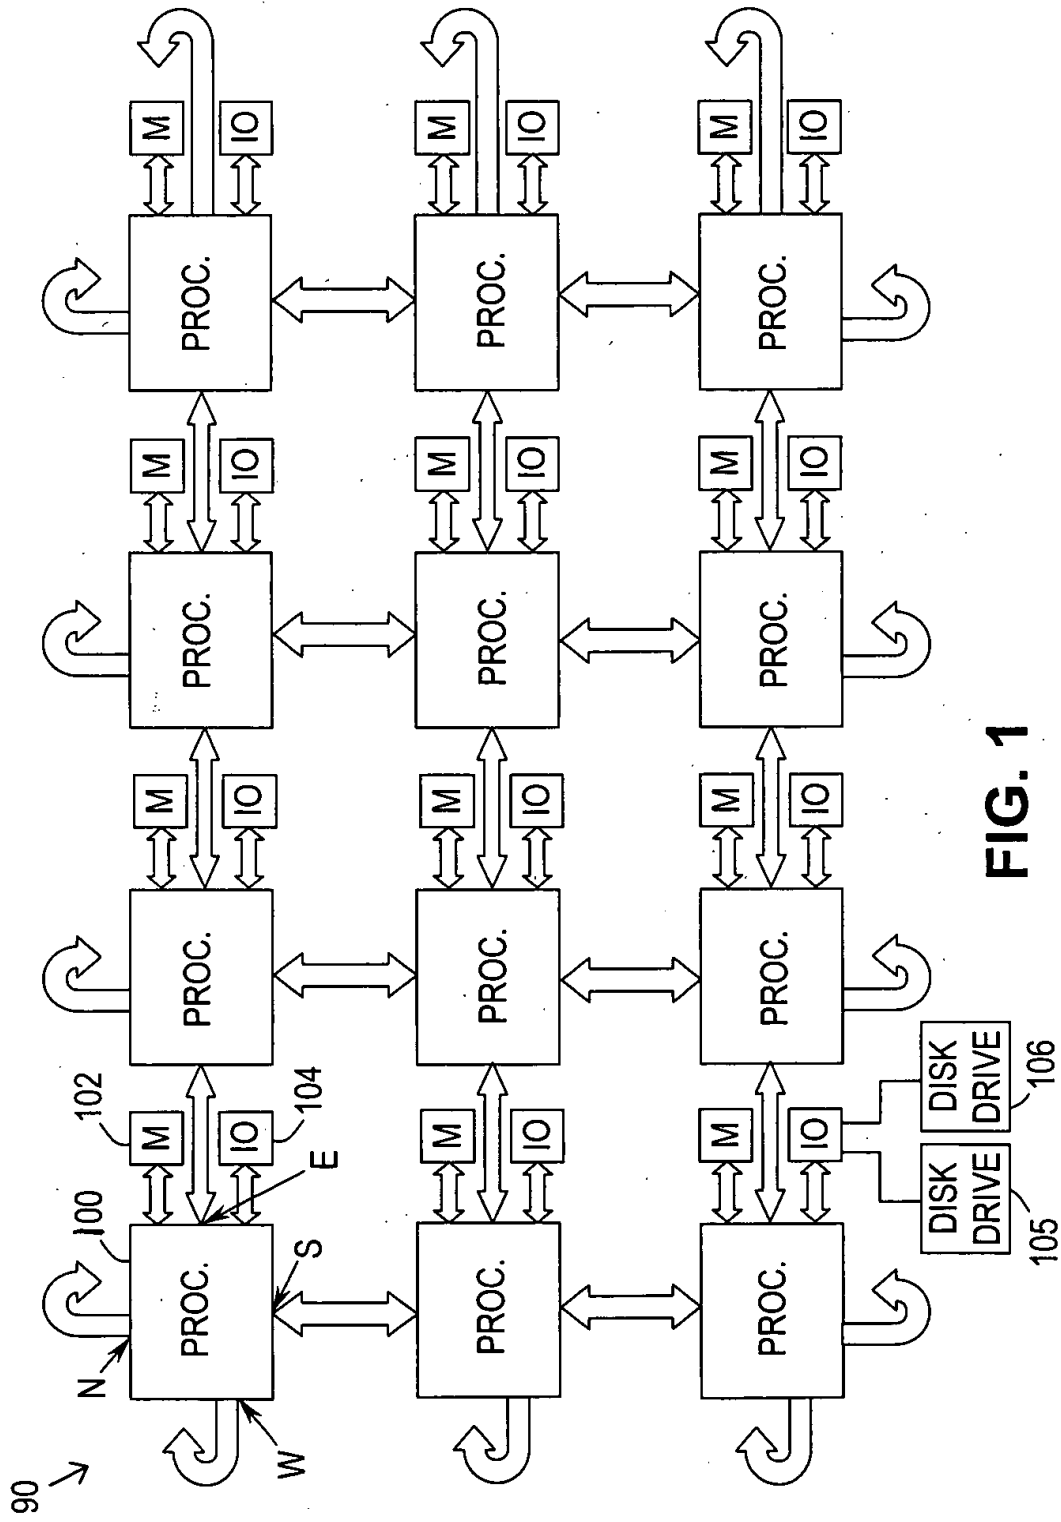 90
N
100
102
M
M
M
M
PROC.
PROC.
PROC.
PROC.
IO
IO
IO
IO
W
S
E
104
M
M
M
M
PROC.
PROC.
PROC.
PROC.
IO
IO
IO
IO
M
M
M
M
PROC.
PROC.
PROC.
PROC.
IO
IO
IO
IO
DISK
DRIVE
105
DISK
DRIVE
106
FIG. 1